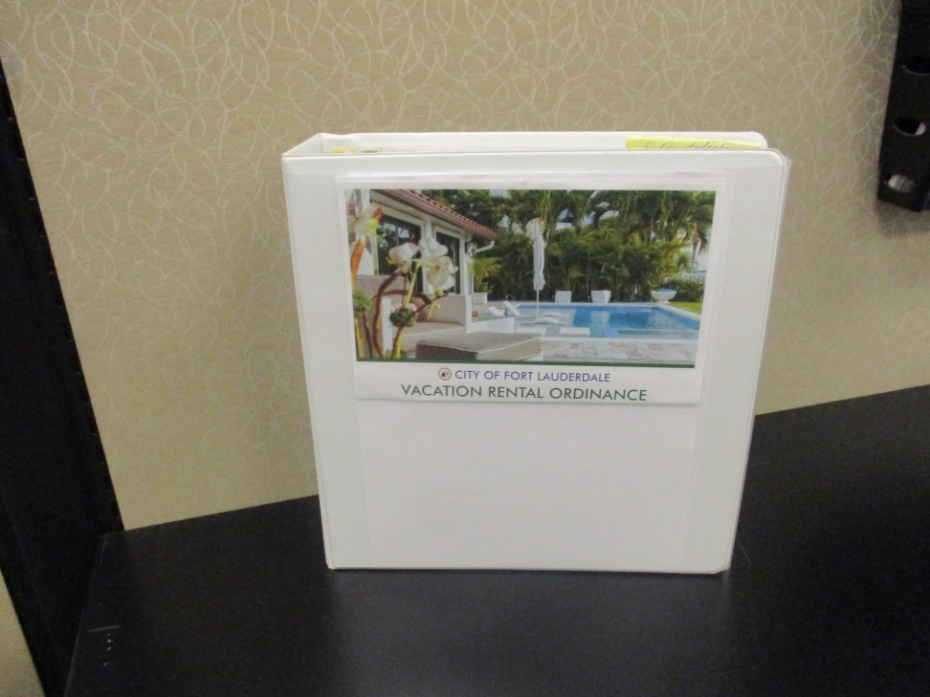 CITY OF FORT LAUDERDALE
VACATION RENTAL ORDINANCE